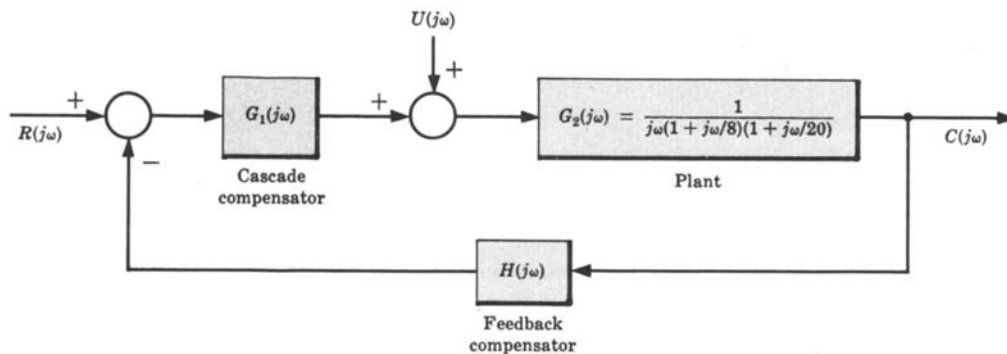 U(jω)
+
+
R(jω)
−
G₁(jω)
Cascade
compensator
+
G₂(jω) = 1 / jω(1 + jω/8)(1 + jω/20)
Plant
C(jω)
H(jω)
Feedback
compensator